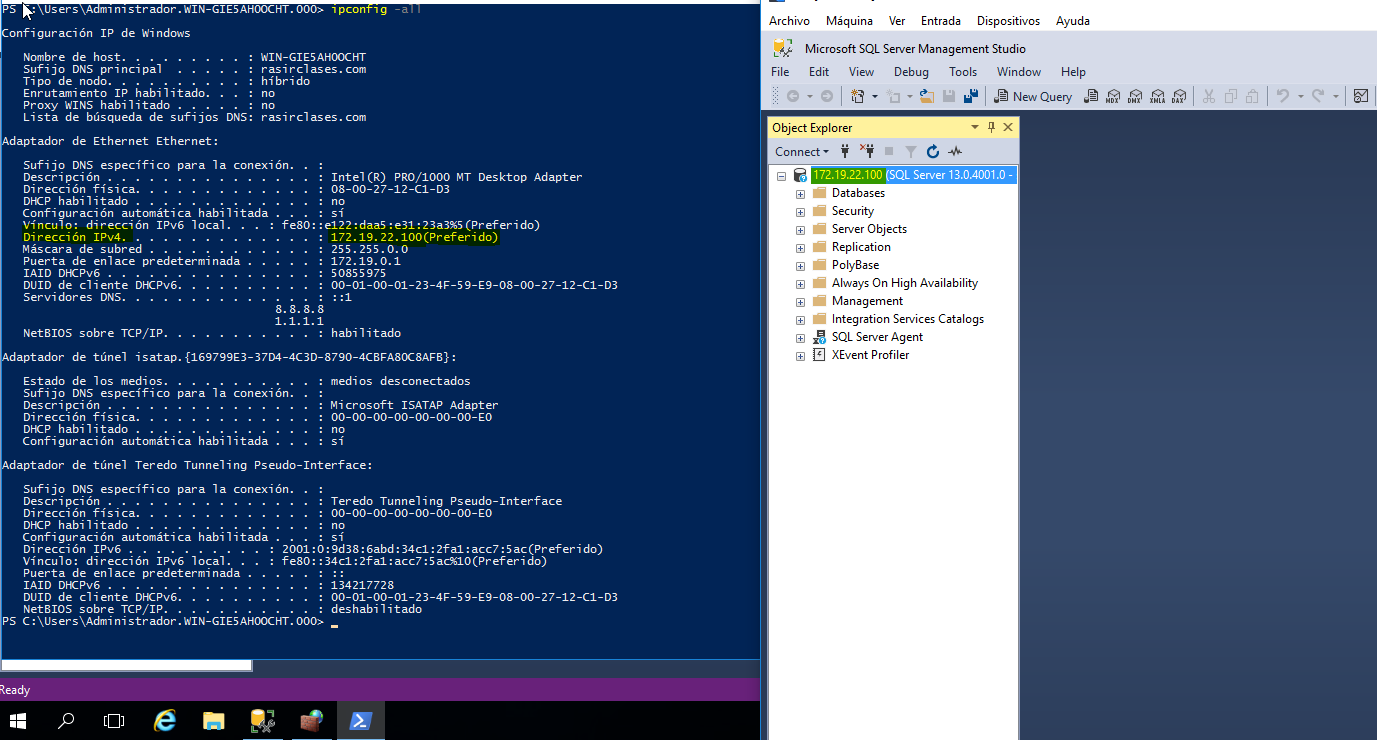 PS C:\Users\Administrador.WIN-GIE5AHOOCHT.000> ipconfig -all
Configuración IP de Windows
Nombre de host. . . . . . . . . : WIN-GIE5AHOOCHT
Sufijo DNS principal . . . . . : rasirclases.com
Tipo de nodo. . . . . . . . . . : híbrido
Enrutamiento IP habilitado. . . : no
Proxy WINS habilitado . . . . . : no
Lista de búsqueda de sufijos DNS: rasirclases.com
Adaptador de Ethernet Ethernet:
Sufijo DNS específico para la conexión. . :
Descripción . . . . . . . . . . . . . . . : Intel(R) PRO/1000 MT Desktop Adapter
Dirección física. . . . . . . . . . . . . : 08-00-27-12-C1-D3
DHCP habilitado . . . . . . . . . . . . . : no
Configuración automática habilitada . . . : sí
Vínculo: dirección IPv6 local. . . : fe80::e122:daa5:e31:23a3%5(Preferido)
Dirección IPv4. . . . . . . . . . . . . . : 172.19.22.100(Preferido)
Máscara de subred . . . . . . . . . . . . : 255.255.0.0
Puerta de enlace predeterminada . . . . . : 172.19.0.1
IAID DHCPv6 . . . . . . . . . . . . . . . : 50855975
DUID de cliente DHCPv6. . . . . . . . . . : 00-01-00-01-23-4F-59-E9-08-00-27-12-C1-D3
Servidores DNS. . . . . . . . . . . . . . : ::1
8.8.8.8
1.1.1.1
NetBIOS sobre TCP/IP. . . . . . . . . . . : habilitado
Adaptador de túnel isatap.{169799E3-37D4-4C3D-8790-4CBFA80C8AFB}:
Estado de los medios. . . . . . . . . . . : medios desconectados
Sufijo DNS específico para la conexión. . :
Descripción . . . . . . . . . . . . . . . : Microsoft ISATAP Adapter
Dirección física. . . . . . . . . . . . . : 00-00-00-00-00-00-00-E0
DHCP habilitado . . . . . . . . . . . . . : no
Configuración automática habilitada . . . : sí
Adaptador de túnel Teredo Tunneling Pseudo-Interface:
Sufijo DNS específico para la conexión. . :
Descripción . . . . . . . . . . . . . . . : Teredo Tunneling Pseudo-Interface
Dirección física. . . . . . . . . . . . . : 00-00-00-00-00-00-00-E0
DHCP habilitado . . . . . . . . . . . . . : no
Configuración automática habilitada . . . : sí
Dirección IPv6 . . . . . . . . . . : 2001:0:9d38:6abd:34c1:2fa1:acc7:5ac(Preferido)
Vínculo: dirección IPv6 local. . . : fe80::34c1:2fa1:acc7:5ac%10(Preferido)
Puerta de enlace predeterminada . . . . . : ::
IAID DHCPv6 . . . . . . . . . . . . . . . : 134217728
DUID de cliente DHCPv6. . . . . . . . . . : 00-01-00-01-23-4F-59-E9-08-00-27-12-C1-D3
NetBIOS sobre TCP/IP. . . . . . . . . . . : deshabilitado
PS C:\Users\Administrador.WIN-GIE5AHOOCHT.000> _
Ready
Archivo Máquina Ver Entrada Dispositivos Ayuda
Microsoft SQL Server Management Studio
File Edit View Debug Tools Window Help
New Query MDX DMX XMLA DAX
Object Explorer
Connect
172.19.22.100 (SQL Server 13.0.4001.0 -
Databases
Security
Server Objects
Replication
PolyBase
Always On High Availability
Management
Integration Services Catalogs
SQL Server Agent
XEvent Profiler